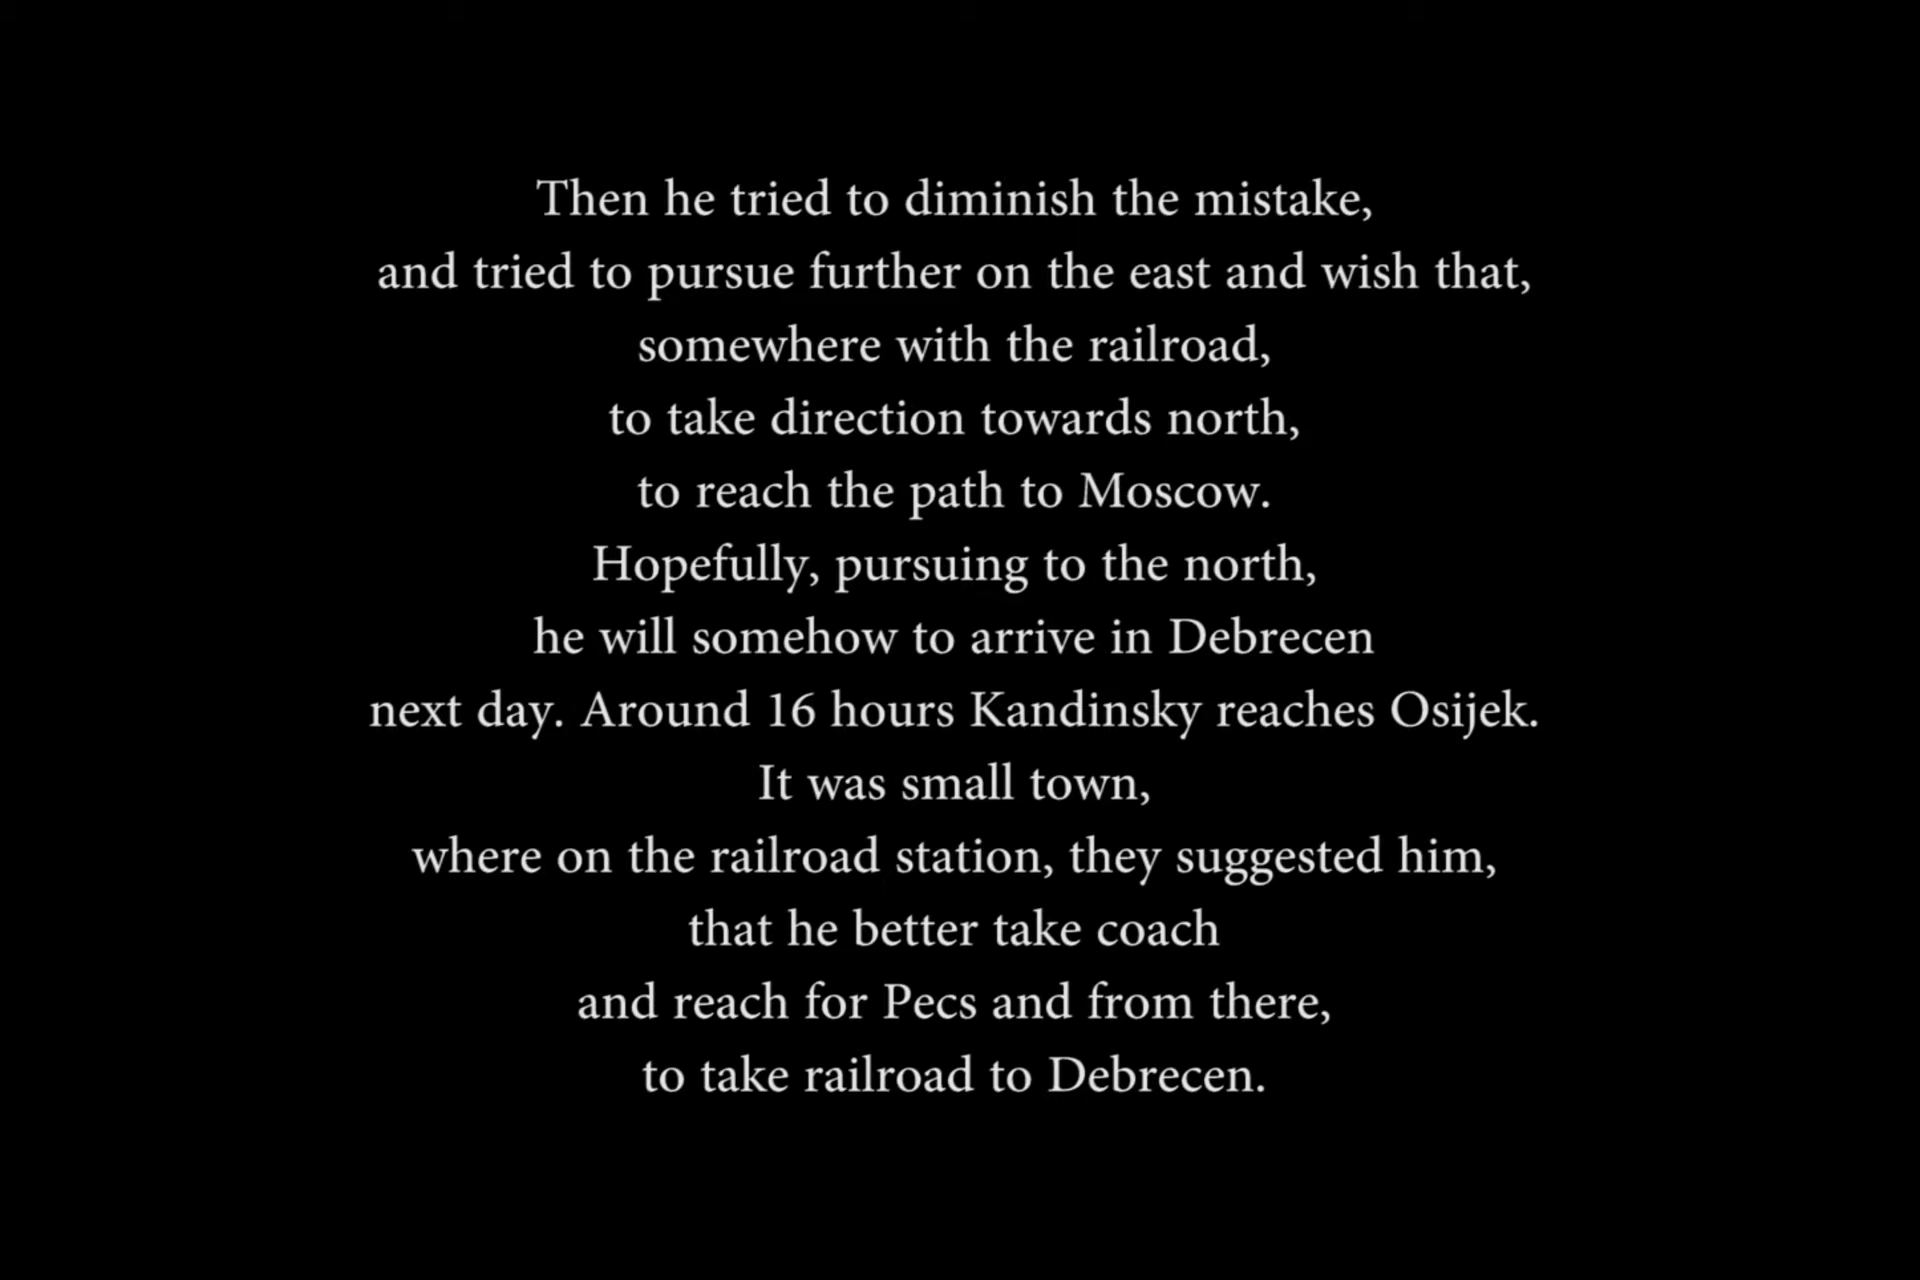 Then he tried to diminish the mistake,
and tried to pursue further on the east and wish that,
somewhere with the railroad,
to take direction towards north,
to reach the path to Moscow.
Hopefully, pursuing to the north,
he will somehow to arrive in Debrecen
next day. Around 16 hours Kandinsky reaches Osijek.
It was small town,
where on the railroad station, they suggested him,
that he better take coach
and reach for Pecs and from there,
to take railroad to Debrecen.